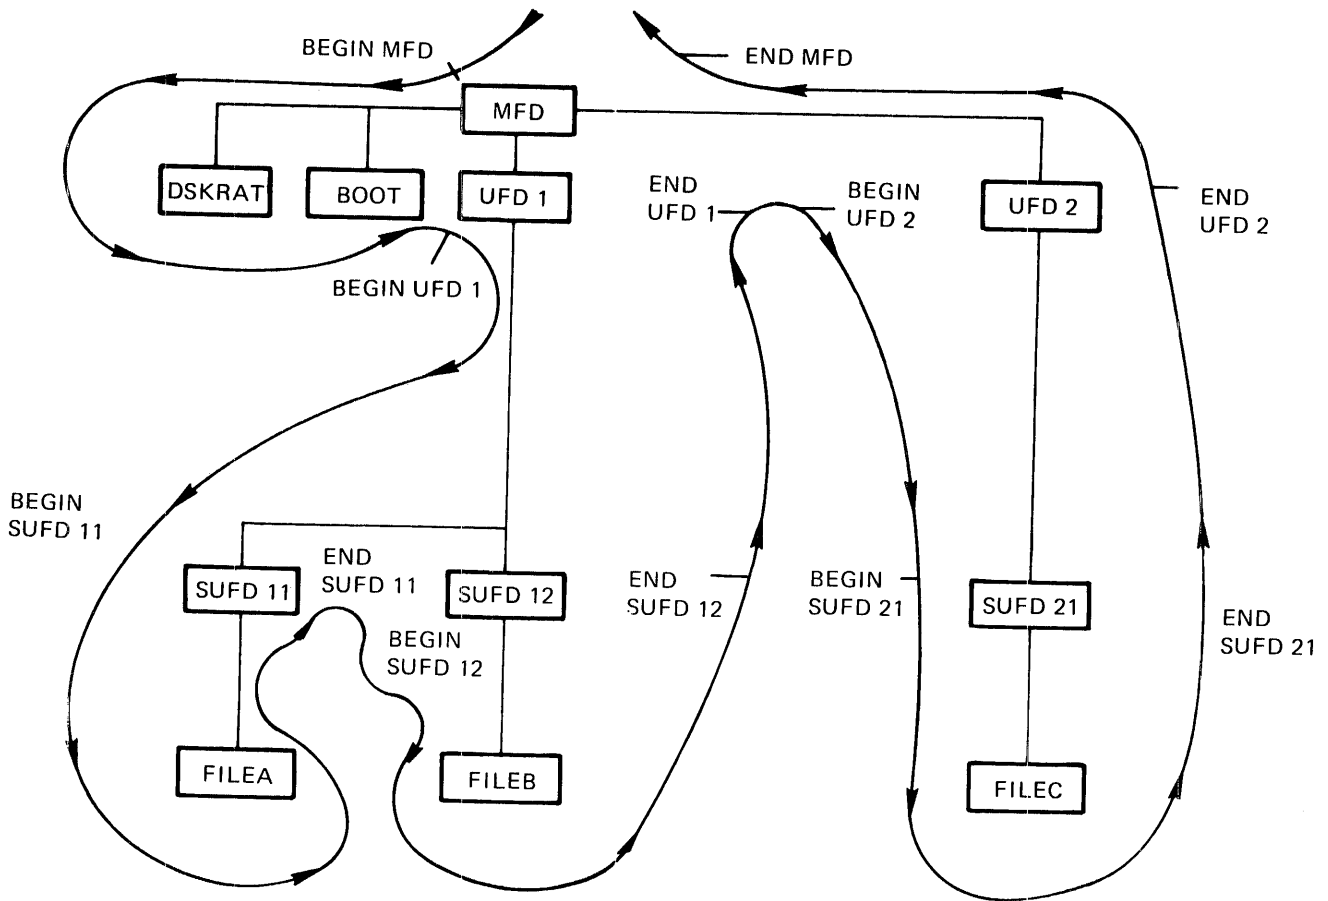 BEGIN MFD
END MFD
MFD
DSKRAT
BOOT
UFD 1
END
UFD 1
BEGIN
UFD 2
UFD 2
END
UFD 2
BEGIN UFD 1
BEGIN
SUFD 11
SUFD 11
END
SUFD 11
SUFD 12
BEGIN
SUFD 12
END
SUFD 12
BEGIN
SUFD 21
SUFD 21
END
SUFD 21
FILEA
FILEB
FILEC